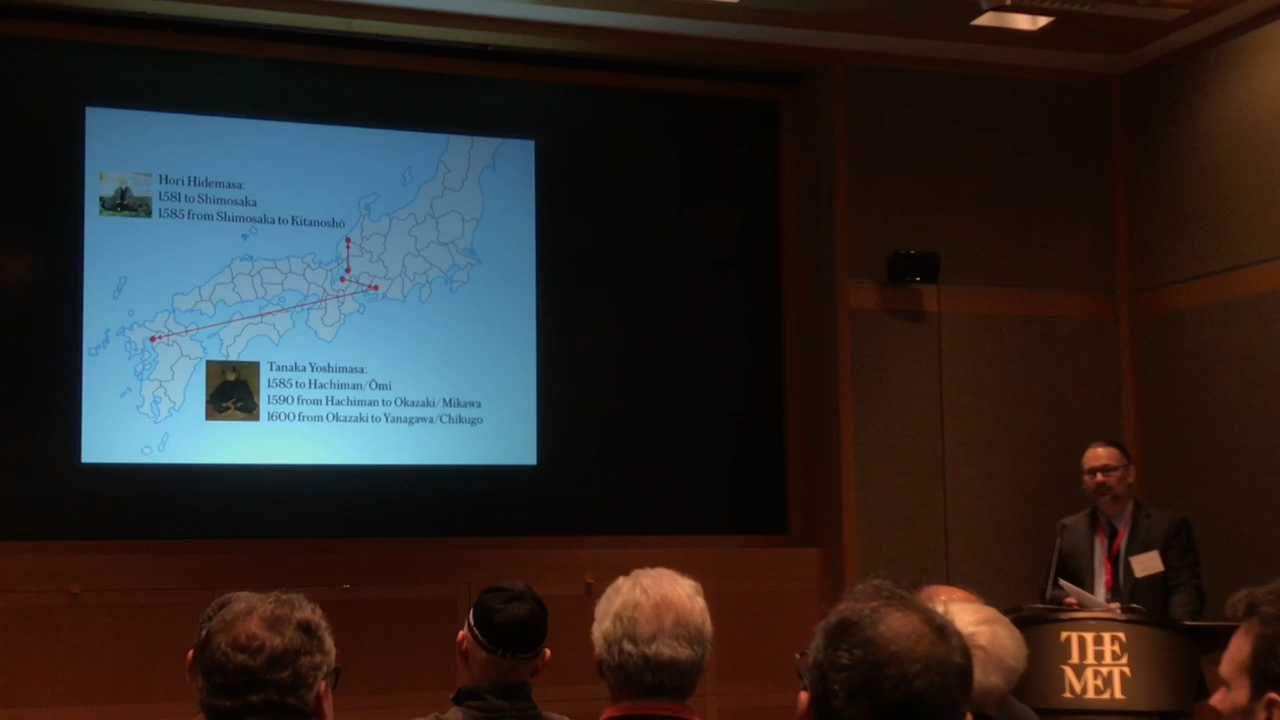 Hori Hidemasa:
1581 to Shimosaka
1585 from Shimosaka to Kitanoshō
Tanaka Yoshimasa:
1585 to Hachiman/Ōmi
1590 from Hachiman to Okazaki/Mikawa
1600 from Okazaki to Yanagawa/Chikugo
THE
MET